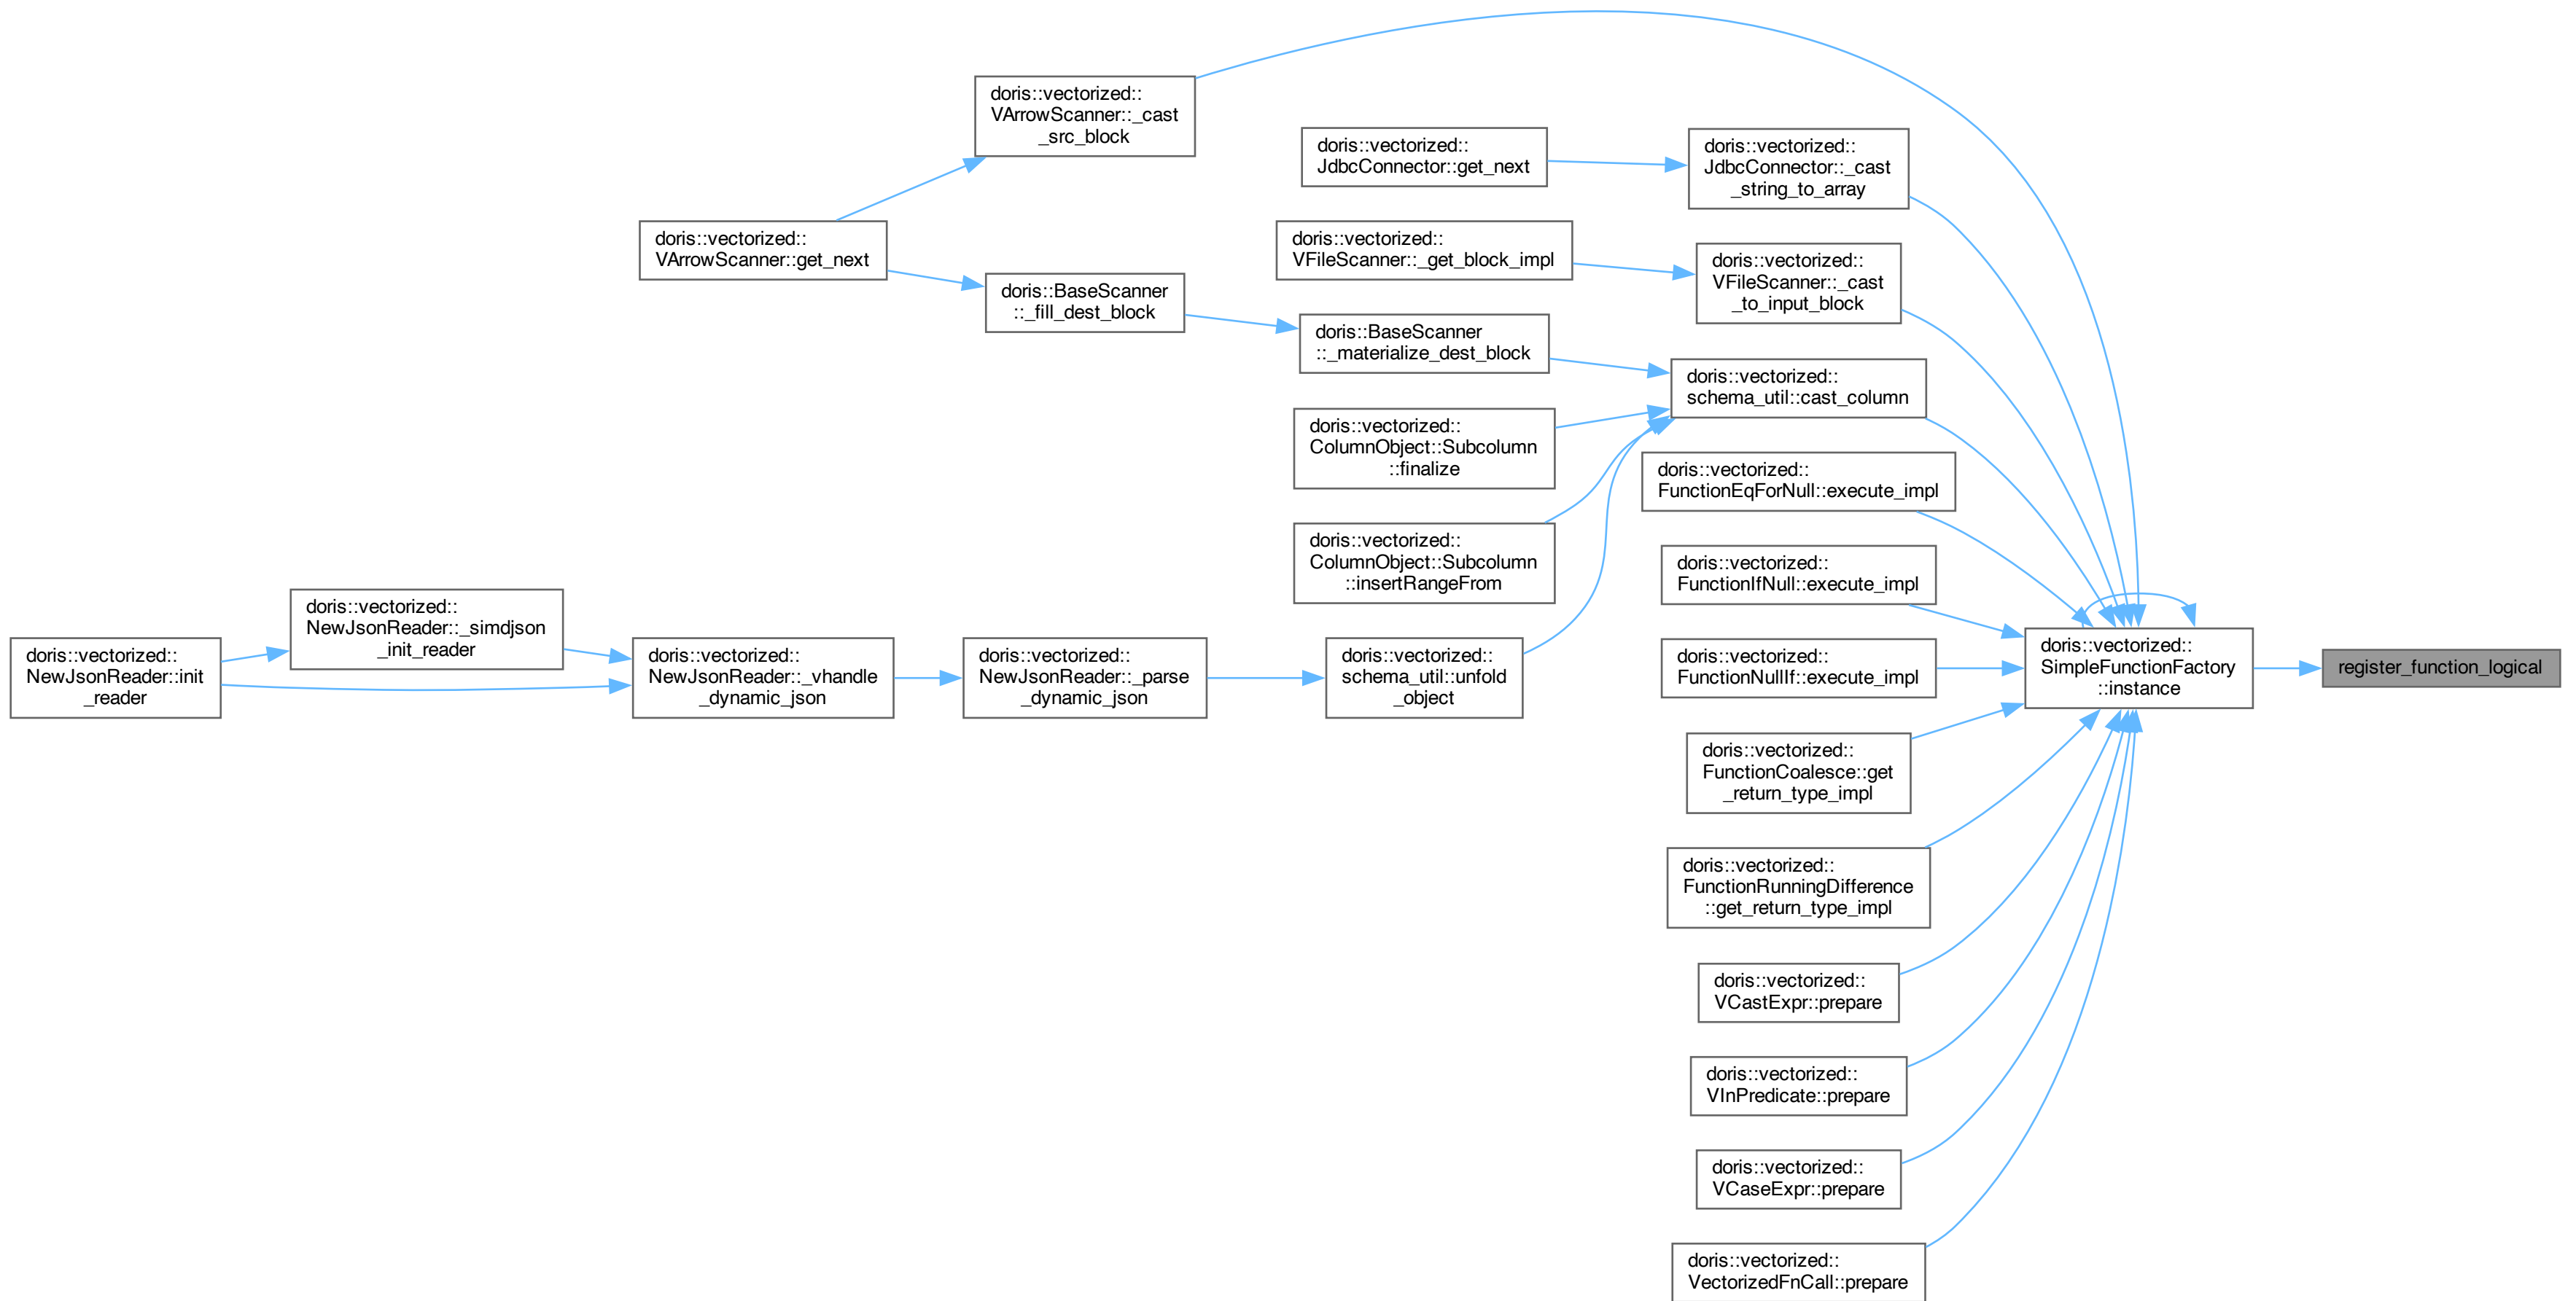 doris::vectorized::
VArrowScanner::_cast
_src_block
doris::vectorized::
JdbcConnector::get_next
doris::vectorized::
JdbcConnector::_cast
_string_to_array
doris::vectorized::
VArrowScanner::get_next
doris::vectorized::
VFileScanner::_get_block_impl
doris::vectorized::
VFileScanner::_cast
_to_input_block
doris::BaseScanner
::_fill_dest_block
doris::BaseScanner
::_materialize_dest_block
doris::vectorized::
schema_util::cast_column
doris::vectorized::
ColumnObject::Subcolumn
::finalize
doris::vectorized::
FunctionEqForNull::execute_impl
doris::vectorized::
ColumnObject::Subcolumn
::insertRangeFrom
doris::vectorized::
FunctionIfNull::execute_impl
doris::vectorized::
NewJsonReader::init
_reader
doris::vectorized::
NewJsonReader::_simdjson
_init_reader
doris::vectorized::
NewJsonReader::_vhandle
_dynamic_json
doris::vectorized::
NewJsonReader::_parse
_dynamic_json
doris::vectorized::
schema_util::unfold
_object
doris::vectorized::
FunctionNullIf::execute_impl
doris::vectorized::
SimpleFunctionFactory
::instance
register_function_logical
doris::vectorized::
FunctionCoalesce::get
_return_type_impl
doris::vectorized::
FunctionRunningDifference
::get_return_type_impl
doris::vectorized::
VCastExpr::prepare
doris::vectorized::
VInPredicate::prepare
doris::vectorized::
VCaseExpr::prepare
doris::vectorized::
VectorizedFnCall::prepare